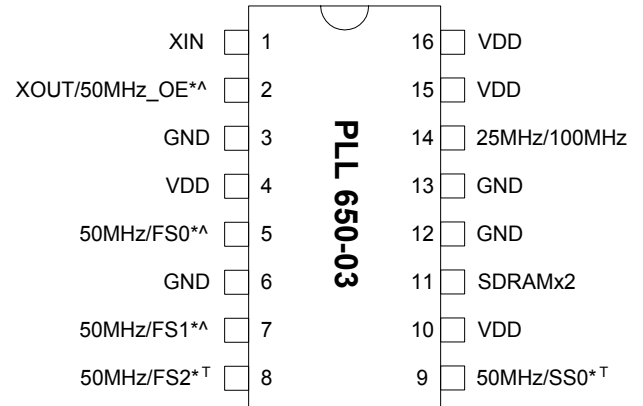 XIN 1 16 VDD
XOUT/50MHz_OE*^ 2 15 VDD
GND 3 14 25MHz/100MHz
VDD 4 13 GND
50MHz/FS0*^ 5 12 GND
GND 6 11 SDRAMx2
50MHz/FS1*^ 7 10 VDD
50MHz/FS2*T 8 9 50MHz/SS0*T
PLL 650-03